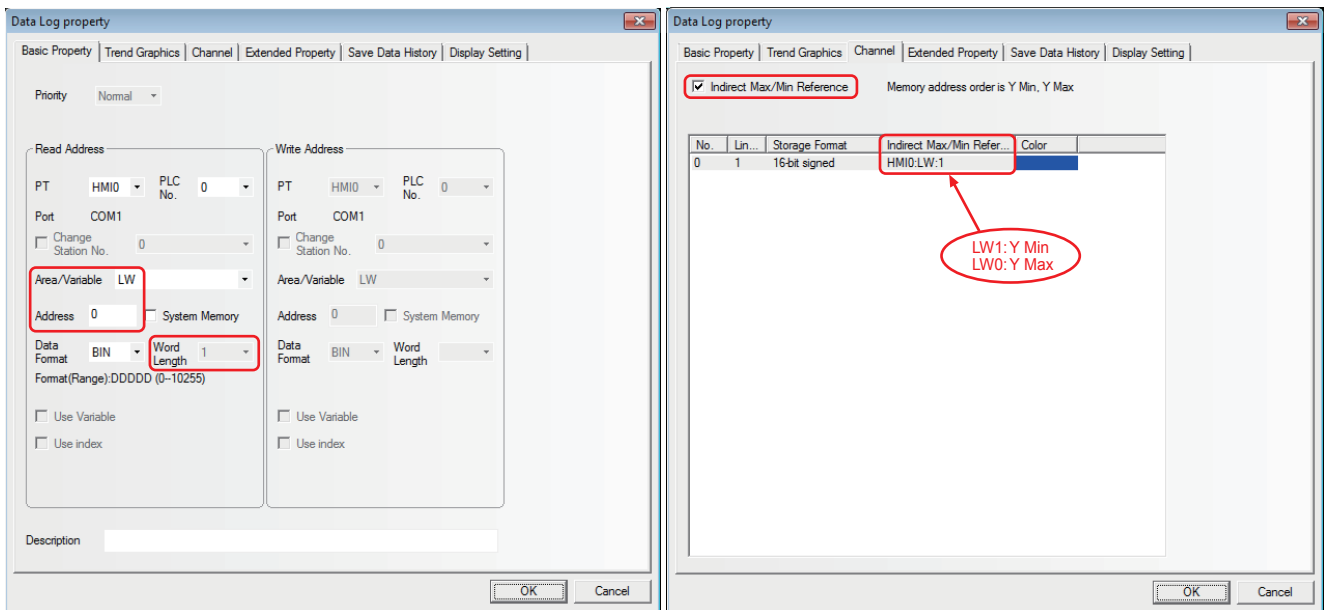 Data Log property
Basic Property Trend Graphics Channel Extended Property Save Data History Display Setting
Priority Normal
Read Address
PT HMI0 PLC No. 0
Port COM1
Change Station No. 0
Area/Variable LW
Address 0 System Memory
Data Format BIN Word Length 1
Format(Range):DDDDD (0--10255)
Use Variable
Use index
Write Address
PT HMI0 PLC No. 0
Port COM1
Change Station No. 0
Area/Variable LW
Address 0 System Memory
Data Format BIN Word Length
Use Variable
Use index
Description
OK Cancel
Data Log property
Basic Property Trend Graphics Channel Extended Property Save Data History Display Setting
Indirect Max/Min Reference Memory address order is Y Min, Y Max
No. Lin... Storage Format Indirect Max/Min Refer... Color
0 1 16-bit signed HMI0:LW:1
LW1: Y Min
LW0: Y Max
OK Cancel